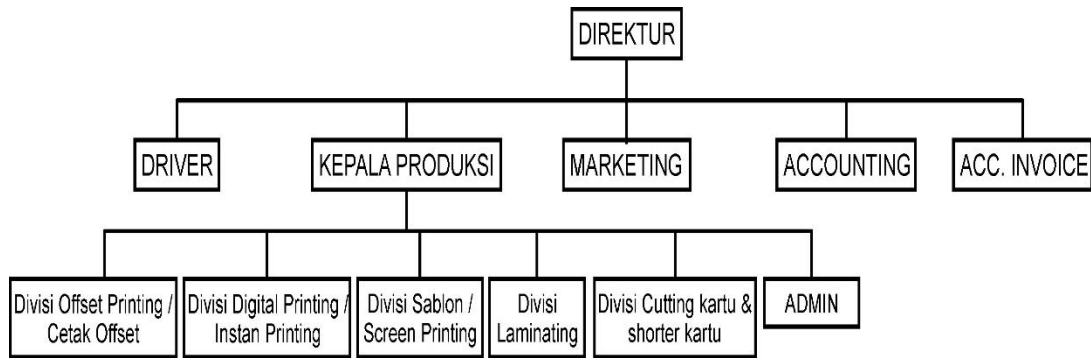 DIREKTUR
DRIVER
KEPALA PRODUKSI
MARKETING
ACCOUNTING
ACC. INVOICE
Divisi Offset Printing /
Cetak Offset
Divisi Digital Printing /
Instan Printing
Divisi Sablon /
Screen Printing
Divisi
Laminating
Divisi Cutting kartu &
shorter kartu
ADMIN